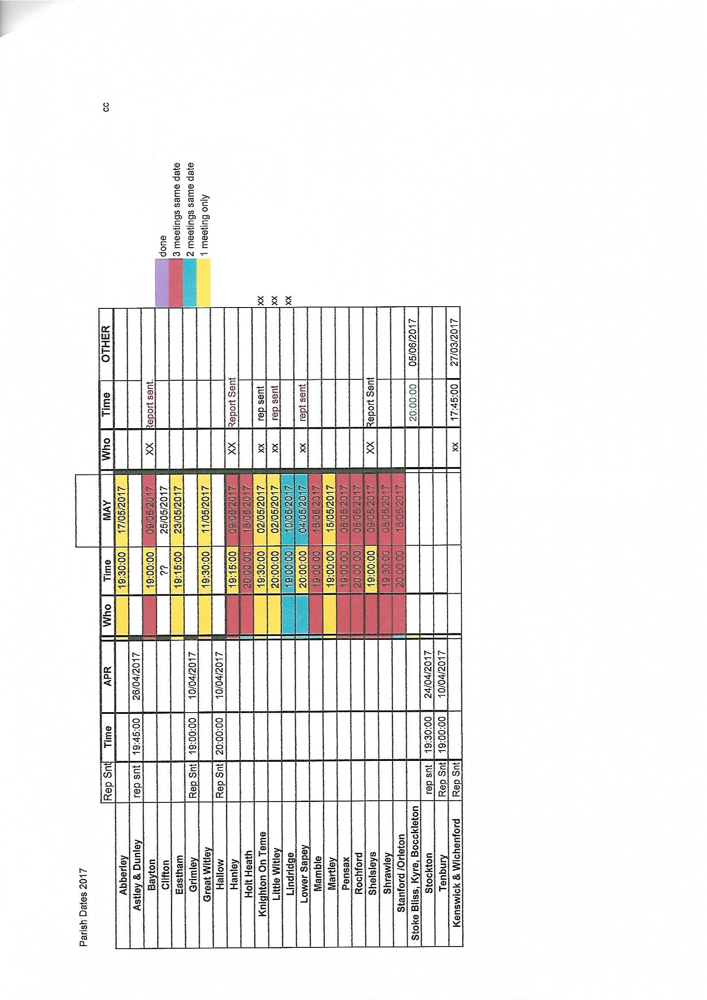 Parish Dates 2017
cc
Rep Snt Time APR Who Time MAY Who Time OTHER
Abberley 19:30:00 17/05/2017
Astley & Dunley rep snt 19:45:00 26/04/2017
Bayton 19:00:00 09/05/2017 XX Report sent.
Clifton ?? 25/05/2017 done
Eastham 19:15:00 23/05/2017 3 meetings same date
Grimley Rep Snt 19:00:00 10/04/2017 2 meetings same date
Great Witley 19:30:00 11/05/2017 1 meeting only
Hallow Rep Snt 20:00:00 10/04/2017
Hanley 19:15:00 09/05/2017 XX Report Sent
Holt Heath 20:00:00 18/05/2017
Knighton On Teme 19:30:00 02/05/2017 xx rep sent xx
Little Witley 20:00:00 02/05/2017 xx rep sent xx
Lindridge 19:00:00 10/05/2017 xx
Lower Sapey 20:00:00 04/05/2017 xx rept sent
Mamble 19:00:00 18/05/2017
Martley 19:00:00 15/05/2017
Pensax 19:00:00 08/05/2017
Rochford 20:00:00 08/05/2017
Shelsleys 19:00:00 09/05/2017 XX Report Sent
Shrawley 19:30:00 08/05/2017
Stanford /Orleton 20:00:00 18/05/2017
Stoke Bliss, Kyre, Bocckleton 20:00:00 05/06/2017
Stockton rep snt 19:30:00 24/04/2017
Tenbury Rep Snt 19:00:00 10/04/2017
Kenswick & Wichenford Rep Snt xx 17:45:00 27/03/2017